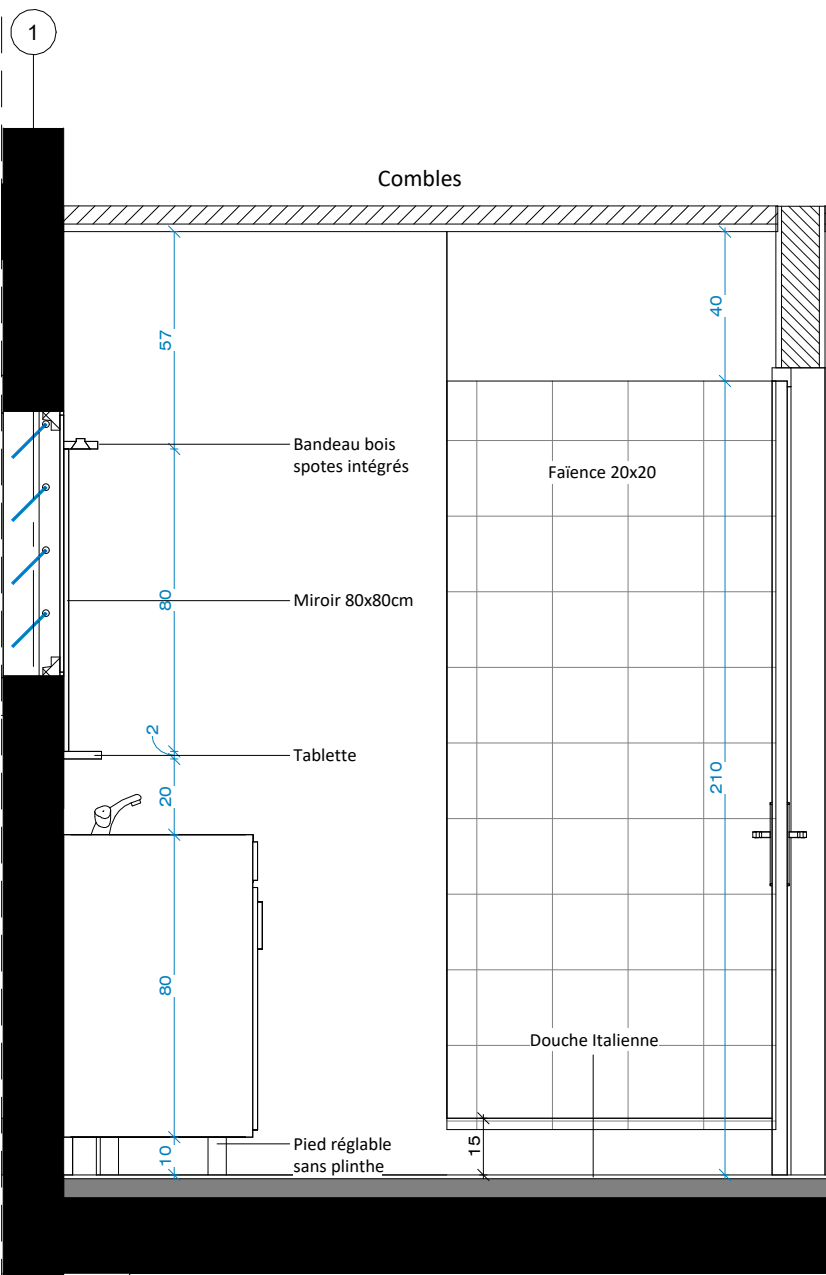 1
Combles
57
40
Bandeau bois
spotes intégrés
Faïence 20x20
80
Miroir 80x80cm
2
Tablette
20
210
80
Douche Italienne
Pied réglable
sans plinthe
10
15